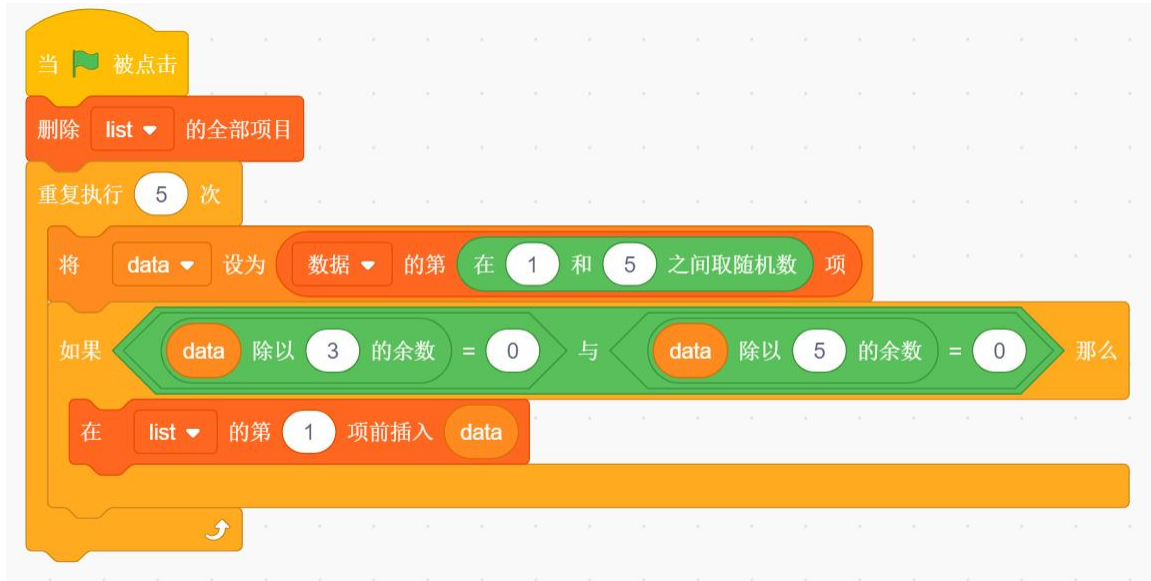 当 被点击
删除 list 的全部项目
重复执行 5 次
将 data 设为 数据 的第 在 1 和 5 之间取随机数 项
如果 data 除以 3 的余数 = 0 与 data 除以 5 的余数 = 0 那么
在 list 的第 1 项前插入 data